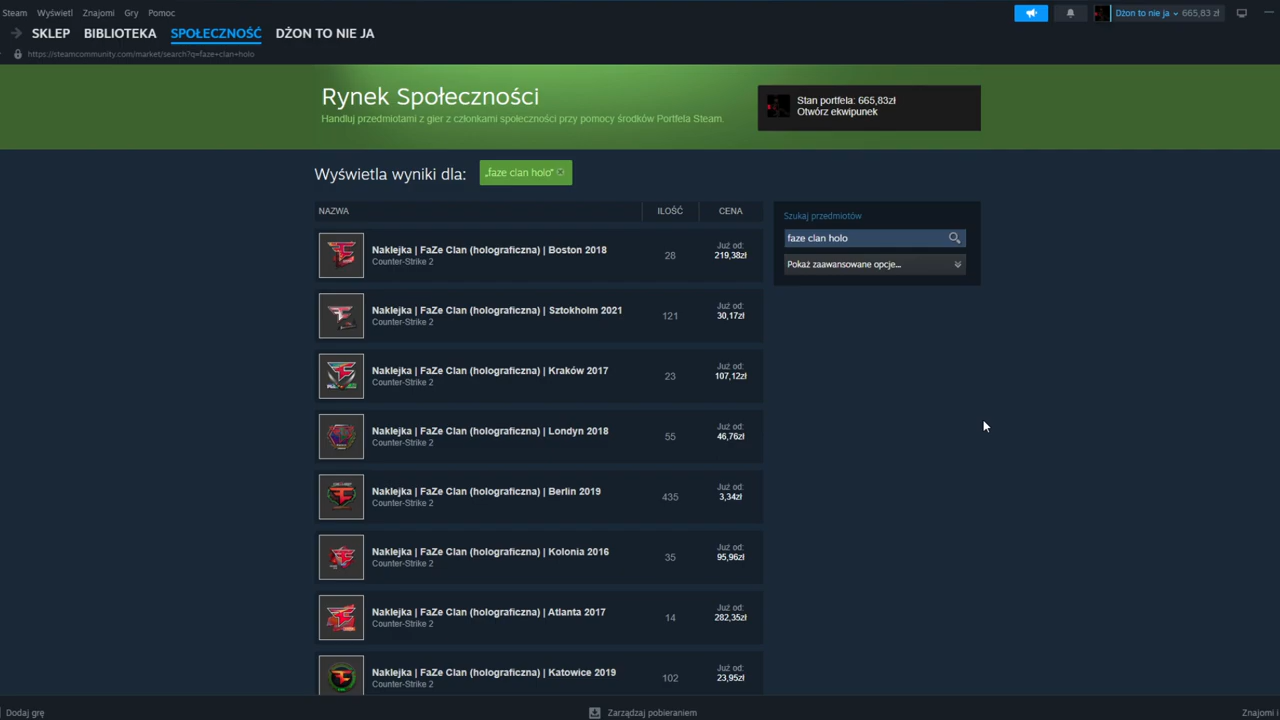 Steam Wyświetl Znajomi Gry Pomoc
Dżon to nie ja 665,83 zł
SKLEP BIBLIOTEKA SPOŁECZNOŚĆ DŻON TO NIE JA
https://steamcommunity.com/market/search?q=faze+clan+holo
Rynek Społeczności
Handluj przedmiotami z gier z członkami społeczności przy pomocy środków Portfela Steam.
Stan portfela: 665,83zł
Otwórz ekwipunek
Wyświetla wyniki dla: „faze clan holo”
NAZWA ILOŚĆ CENA
Naklejka | FaZe Clan (holograficzna) | Boston 2018
Counter-Strike 2
28
Już od:
219,38zł
Naklejka | FaZe Clan (holograficzna) | Sztokholm 2021
Counter-Strike 2
121
Już od:
30,17zł
Naklejka | FaZe Clan (holograficzna) | Kraków 2017
Counter-Strike 2
23
Już od:
107,12zł
Naklejka | FaZe Clan (holograficzna) | Londyn 2018
Counter-Strike 2
55
Już od:
46,76zł
Naklejka | FaZe Clan (holograficzna) | Berlin 2019
Counter-Strike 2
435
Już od:
3,34zł
Naklejka | FaZe Clan (holograficzna) | Kolonia 2016
Counter-Strike 2
35
Już od:
95,96zł
Naklejka | FaZe Clan (holograficzna) | Atlanta 2017
Counter-Strike 2
14
Już od:
282,35zł
Naklejka | FaZe Clan (holograficzna) | Katowice 2019
Counter-Strike 2
102
Już od:
23,95zł
Szukaj przedmiotów
faze clan holo
Pokaż zaawansowane opcje...
Dodaj grę
Zarządzaj pobieraniem
Znajomi i